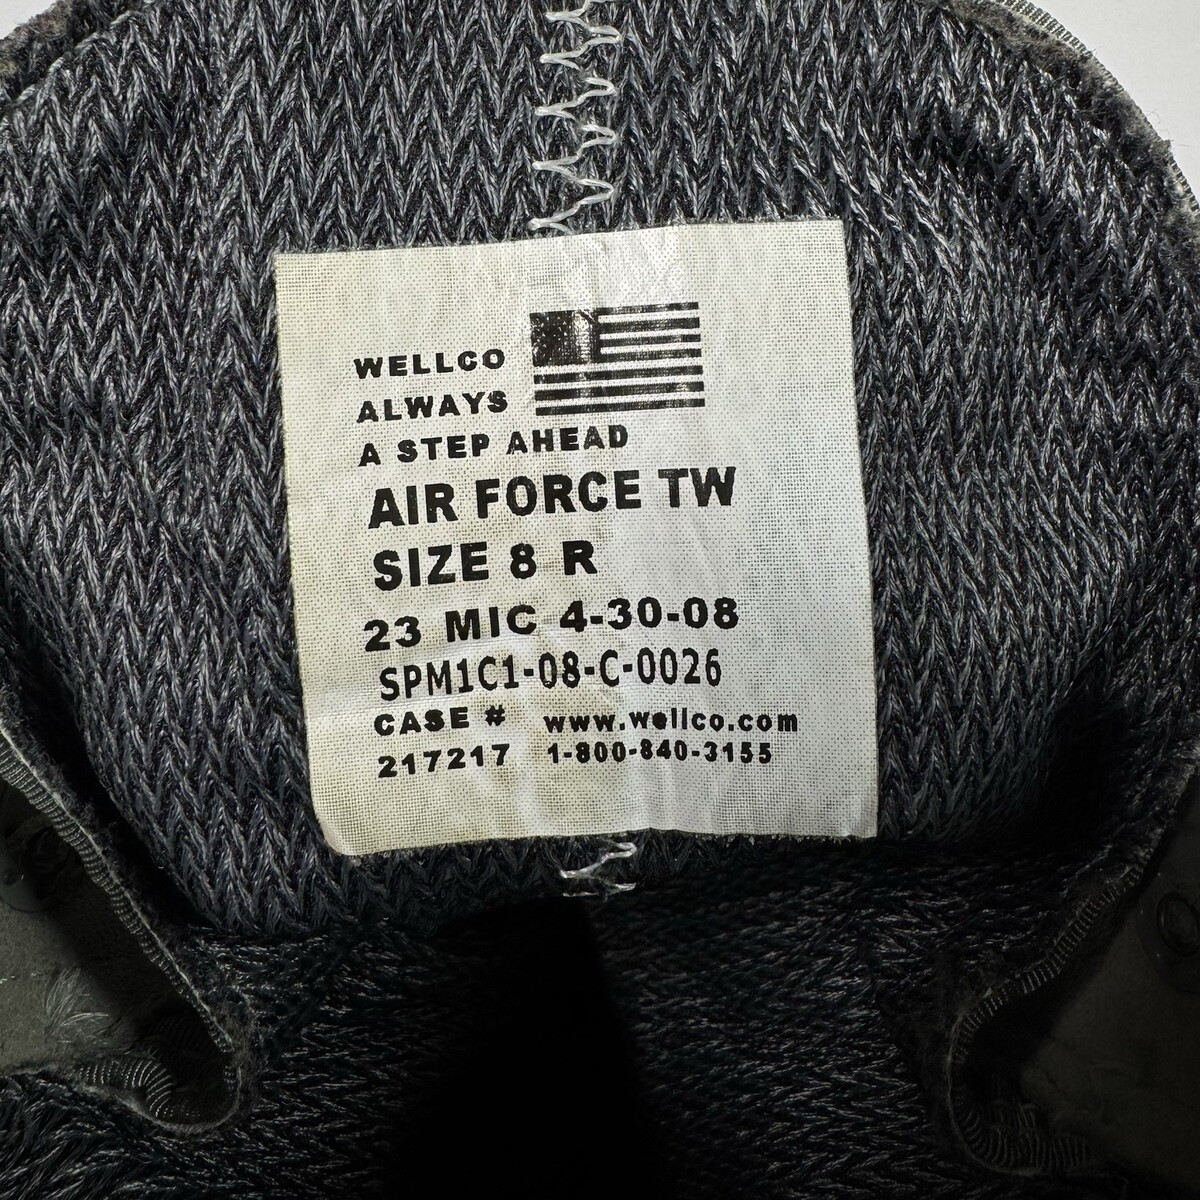 WELLCO
ALWAYS
A STEP AHEAD
AIR FORCE TW
SIZE 8 R
23 MIC 4-30-08
SPM1C1-08-C-0026
CASE # www.wellco.com
217217 1-800-840-3155